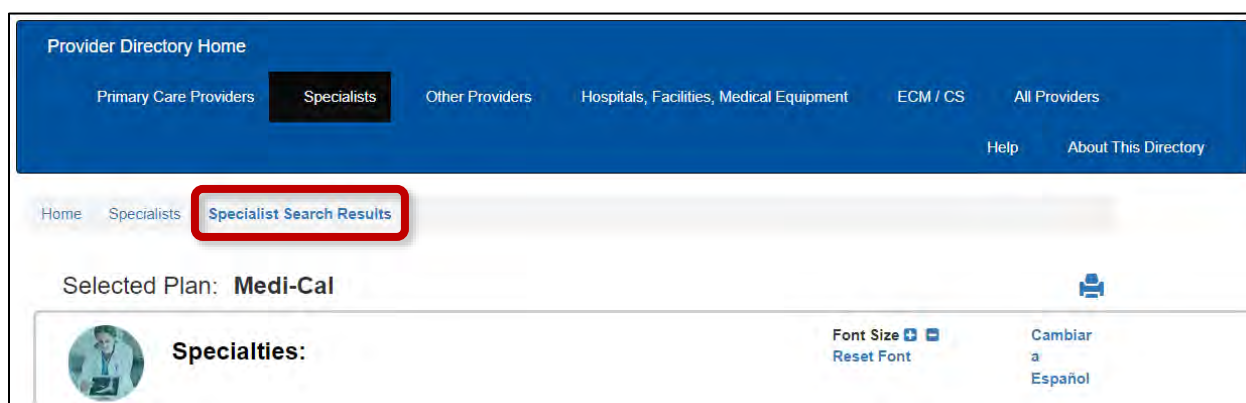 Provider Directory Home
Primary Care Providers Specialists Other Providers Hospitals, Facilities, Medical Equipment ECM / CS All Providers
Help About This Directory
Home Specialists Specialist Search Results
Selected Plan: Medi-Cal
Specialties:
Font Size
Reset Font
Cambiar
a
Español